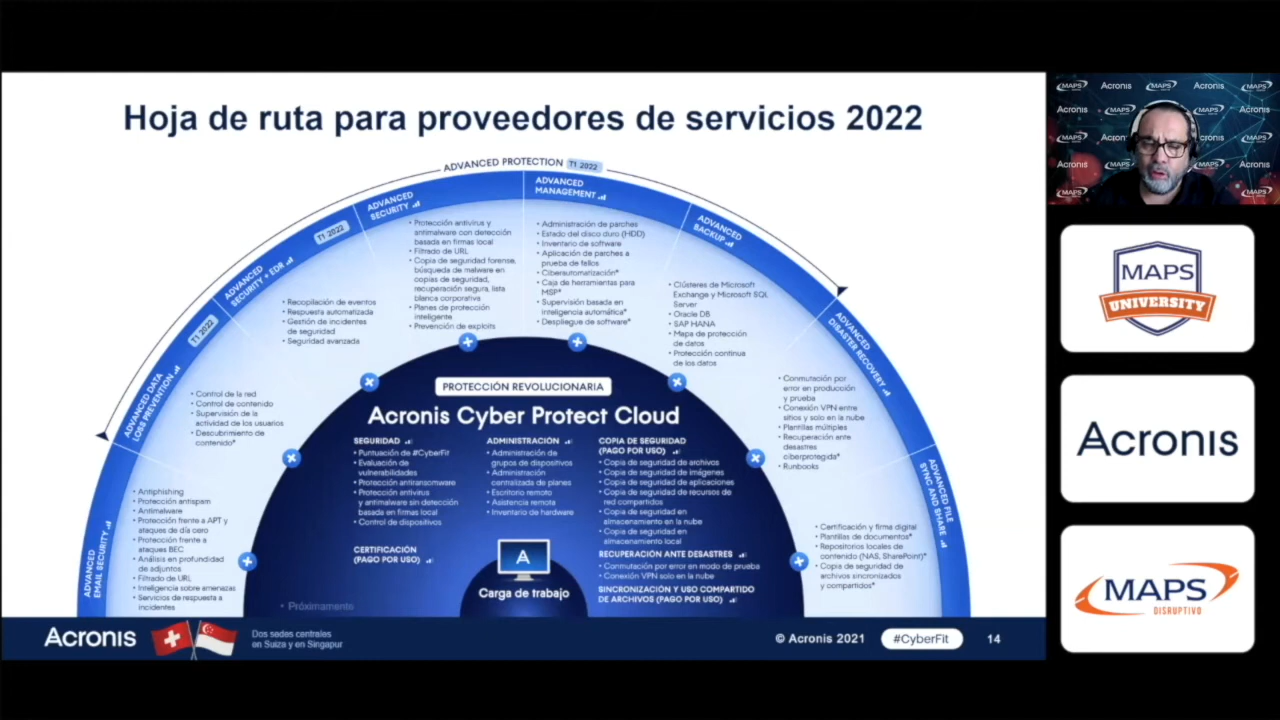 Hoja de ruta para proveedores de servicios 2022
ADVANCED PROTECTION T1 2022
ADVANCED
EMAIL SECURITY
• Antiphishing
• Protección antispam
• Antimalware
• Protección frente a APT y
ataques de día cero
• Protección frente a
ataques BEC
• Análisis en profundidad
de adjuntos
• Filtrado de URL
• Inteligencia sobre amenazas
• Servicios de respuesta a
incidentes
ADVANCED DATA
LOSS PREVENTION
T1 2022
• Control de la red
• Control de contenido
• Supervisión de la
actividad de los usuarios
• Descubrimiento de
contenido*
ADVANCED
SECURITY + EDR
T1 2022
• Recopilación de eventos
• Respuesta automatizada
• Gestión de incidentes
de seguridad
• Seguridad avanzada
ADVANCED
SECURITY
• Protección antivirus y
antimalware con detección
basada en firmas local
• Filtrado de URL
• Copia de seguridad forense,
búsqueda de malware en
copias de seguridad,
recuperación segura, lista
blanca corporativa
• Planes de protección
inteligente
• Prevención de exploits
ADVANCED
MANAGEMENT
• Administración de parches
• Estado del disco duro (HDD)
• Inventario de software
• Aplicación de parches a
prueba de fallos
• Ciberautomatización*
• Caja de herramientas para
MSP*
• Supervisión basada en
Inteligencia automática*
• Despliegue de software*
ADVANCED
BACKUP
• Clústeres de Microsoft
Exchange y Microsoft SQL
Server
• Oracle DB
• SAP HANA
• Mapa de protección
de datos
• Protección continua
de los datos
ADVANCED
DISASTER RECOVERY
• Conmutación por
error en producción
y prueba
• Conexión VPN entre
sitios y solo en la nube
• Plantillas múltiples
• Recuperación ante
desastres
ciberprotegida*
• Runbooks
ADVANCED FILE
SYNC AND SHARE
• Certificación y firma digital
• Plantillas de documentos*
• Repositorios locales de
contenido (NAS, SharePoint)*
• Copia de seguridad de
archivos sincronizados
y compartidos*
PROTECCIÓN REVOLUCIONARIA
Acronis Cyber Protect Cloud
SEGURIDAD
• Puntuación de #CyberFit
• Evaluación de
vulnerabilidades
• Protección antiransomware
• Protección antivirus
y antimalware sin detección
basada en firmas local
• Control de dispositivos
CERTIFICACIÓN
(PAGO POR USO)
ADMINISTRACIÓN
• Administración de
grupos de dispositivos
• Administración
centralizada de planes
• Escritorio remoto
• Asistencia remota
• Inventario de hardware
COPIA DE SEGURIDAD
(PAGO POR USO)
• Copia de seguridad de archivos
• Copia de seguridad de imágenes
• Copia de seguridad de aplicaciones
• Copia de seguridad de recursos de
red compartidos
• Copia de seguridad en
almacenamiento en la nube
• Copia de seguridad en
almacenamiento local
RECUPERACIÓN ANTE DESASTRES
• Conmutación por error en modo de prueba
• Conexión VPN solo en la nube
SINCRONIZACIÓN Y USO COMPARTIDO
DE ARCHIVOS (PAGO POR USO)
A
Carga de trabajo
• Próximamente
Acronis
Dos sedes centrales
en Suiza y en Singapur
© Acronis 2021
#CyberFit
14
MAPS Acronis MAPS Acronis MAPS
Acronis MAPS Acronis
MAPS Acron cronis MAPS
Acronis MAPS Acronis
MAPS MAPS
MAPS
UNIVERSITY
Acronis
MAPS
DISRUPTIVO